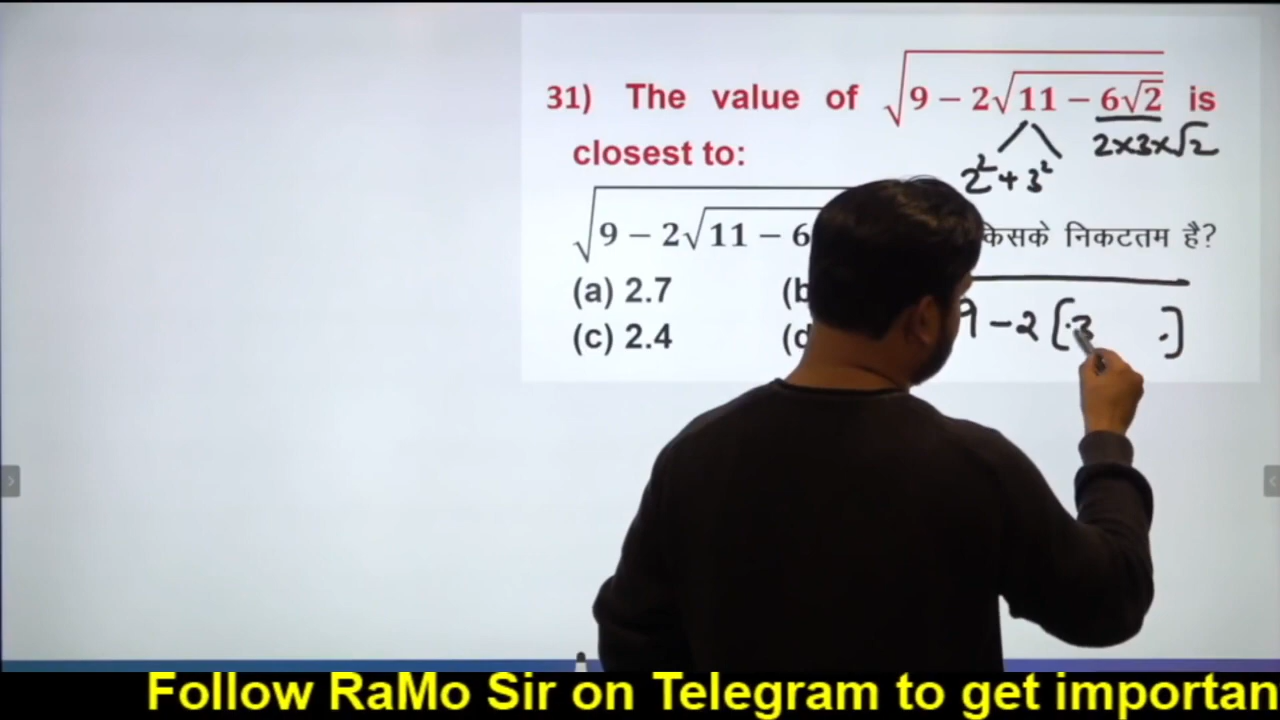 31) The value of √(9 − 2√(11 − 6√2)) is
2×3×√2
closest to:
2² + 3²
√(9 − 2√(11 − 6
किसके निकटतम है?
(a) 2.7 (b
9 − 2 [3 ]
(c) 2.4 (d
Follow RaMo Sir on Telegram to get importan